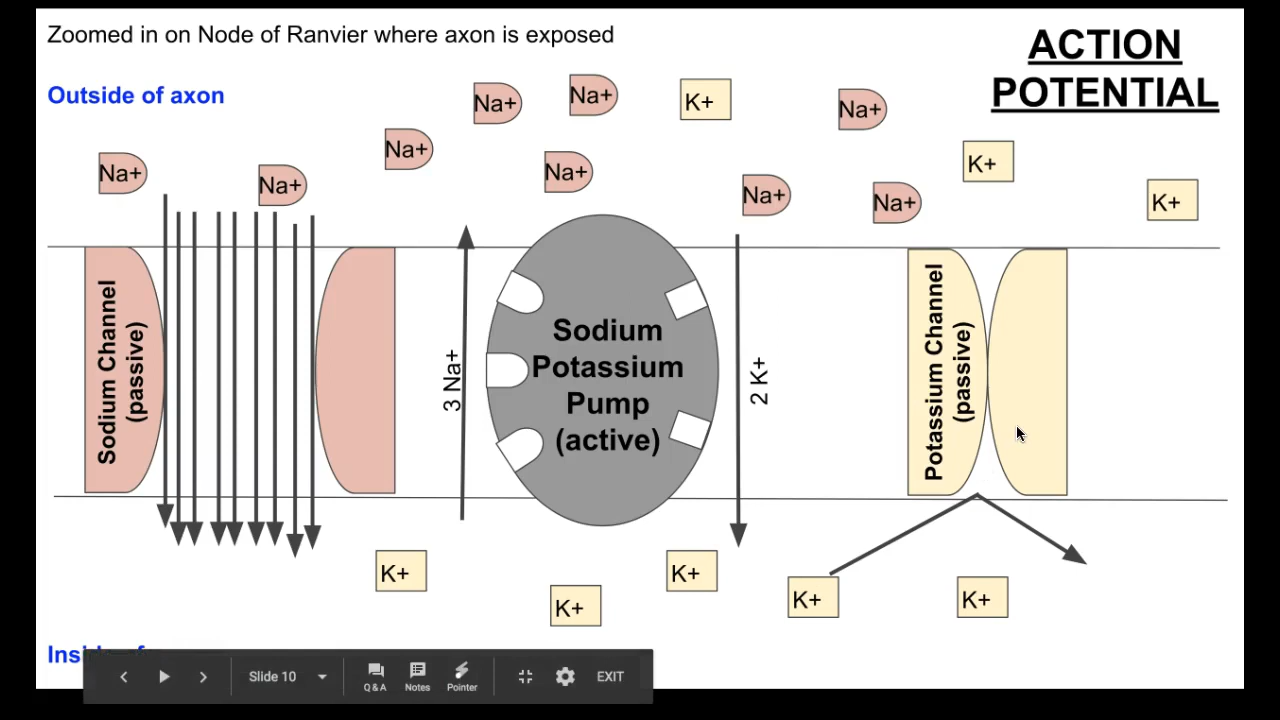 Zoomed in on Node of Ranvier where axon is exposed
ACTION
POTENTIAL
Outside of axon
Na+
Na+
K+
Na+
Na+
K+
Na+
Na+
Na+
Na+
Na+
K+
Sodium Channel
(passive)
3 Na+
Sodium
Potassium
Pump
(active)
2 K+
Potassium Channel
(passive)
K+
K+
K+
K+
K+
Slide 10
Q & A
Notes
Pointer
EXIT